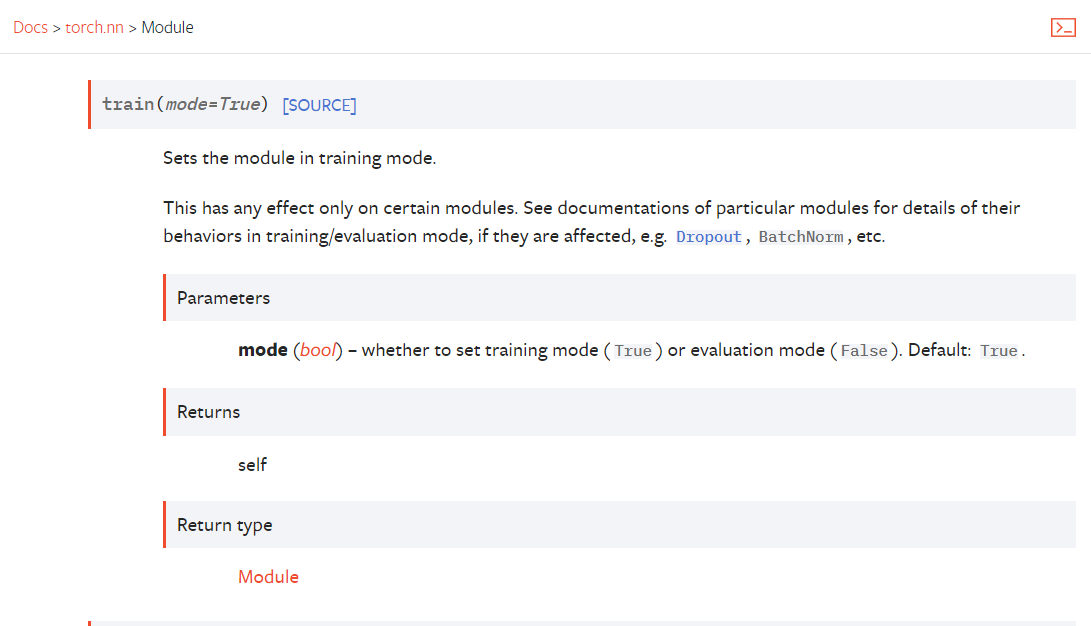 Docs > torch.nn > Module
train(mode=True) [SOURCE]
Sets the module in training mode.
This has any effect only on certain modules. See documentations of particular modules for details of their
behaviors in training/evaluation mode, if they are affected, e.g. Dropout, BatchNorm, etc.
Parameters
mode (bool) – whether to set training mode (True) or evaluation mode (False). Default: True.
Returns
self
Return type
Module